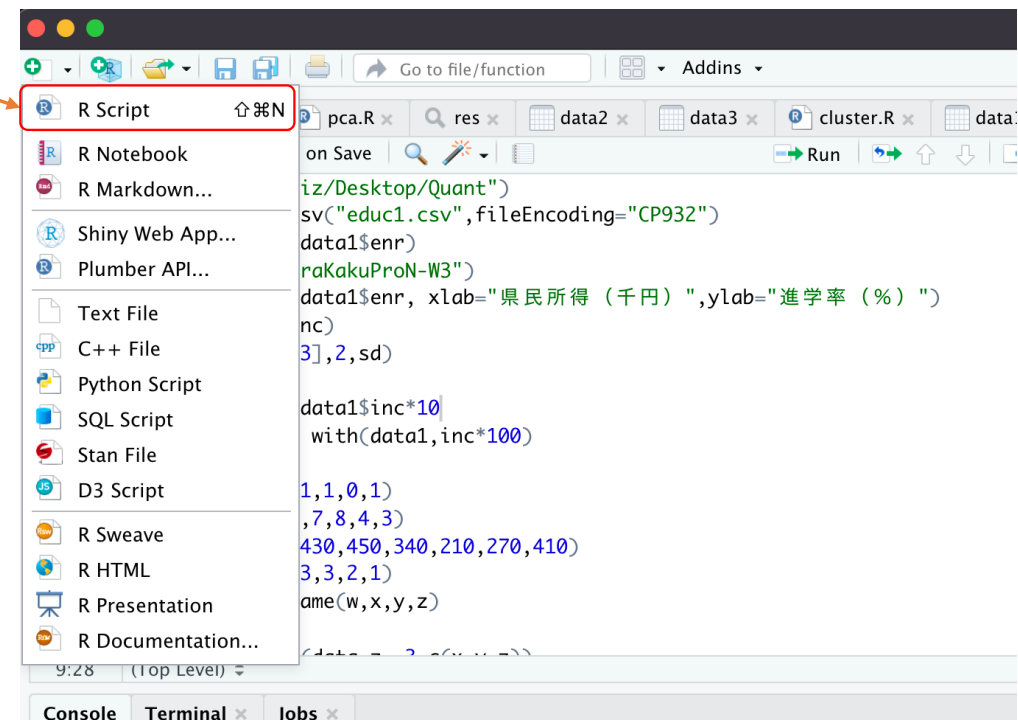 Go to file/function
Addins
R Script ⇧⌘N
R Notebook
R Markdown...
Shiny Web App...
Plumber API...
Text File
C++ File
Python Script
SQL Script
Stan File
D3 Script
R Sweave
R HTML
R Presentation
R Documentation...
pca.R
res
data2
data3
cluster.R
data1
on Save
Run
iz/Desktop/Quant")
sv("educ1.csv",fileEncoding="CP932")
data1$enr)
raKakuProN-W3")
data1$enr, xlab="県民所得（千円）",ylab="進学率（%）")
nc)
3],2,sd)
data1$inc*10
with(data1,inc*100)
1,1,0,1)
,7,8,4,3)
430,450,340,210,270,410)
3,3,2,1)
ame(w,x,y,z)
9:28 (Top Level)
Console Terminal Jobs